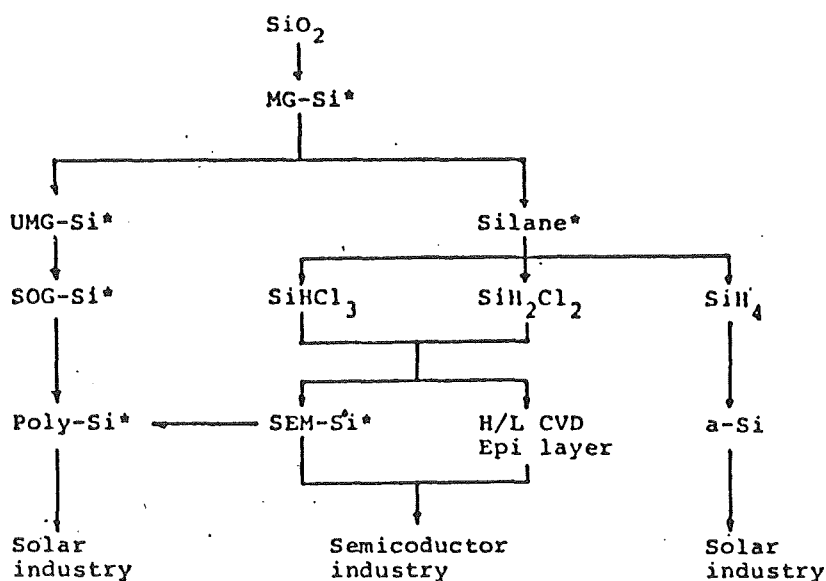 SiO2
MG-Si*
UMG-Si*
Silane*
SOG-Si*
SiHCl3
SiH2Cl2
SiH4
Poly-Si*
SEM-Si*
H/L CVD
Epi layer
a-Si
Solar
industry
Semicoductor
industry
Solar
industry